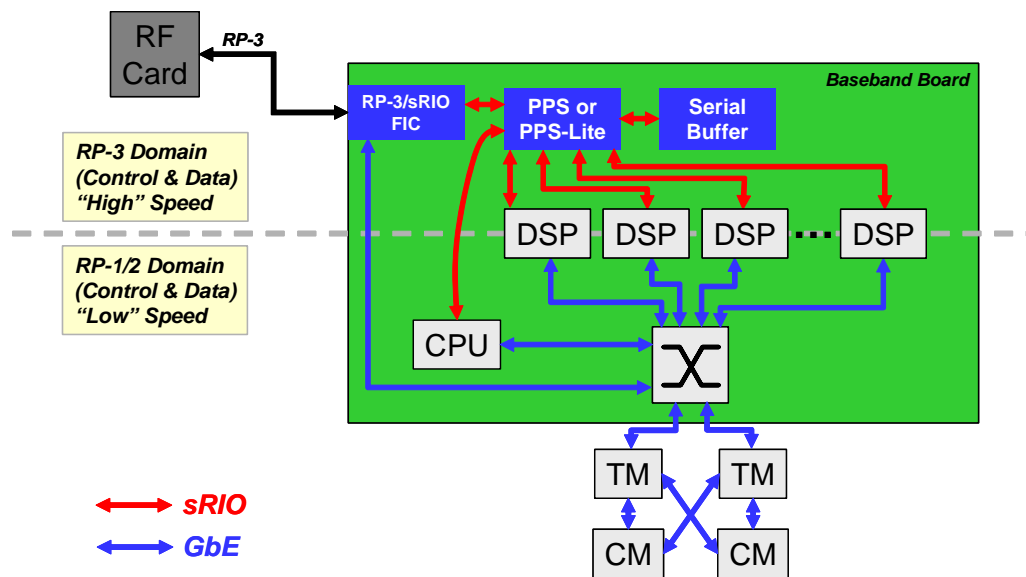 RF
Card
RP-3
Baseband Board
RP-3/sRIO
FIC
PPS or
PPS-Lite
Serial
Buffer
RP-3 Domain
(Control & Data)
“High” Speed
DSP
DSP
DSP
DSP
RP-1/2 Domain
(Control & Data)
“Low” Speed
CPU
TM
TM
CM
CM
sRIO
GbE